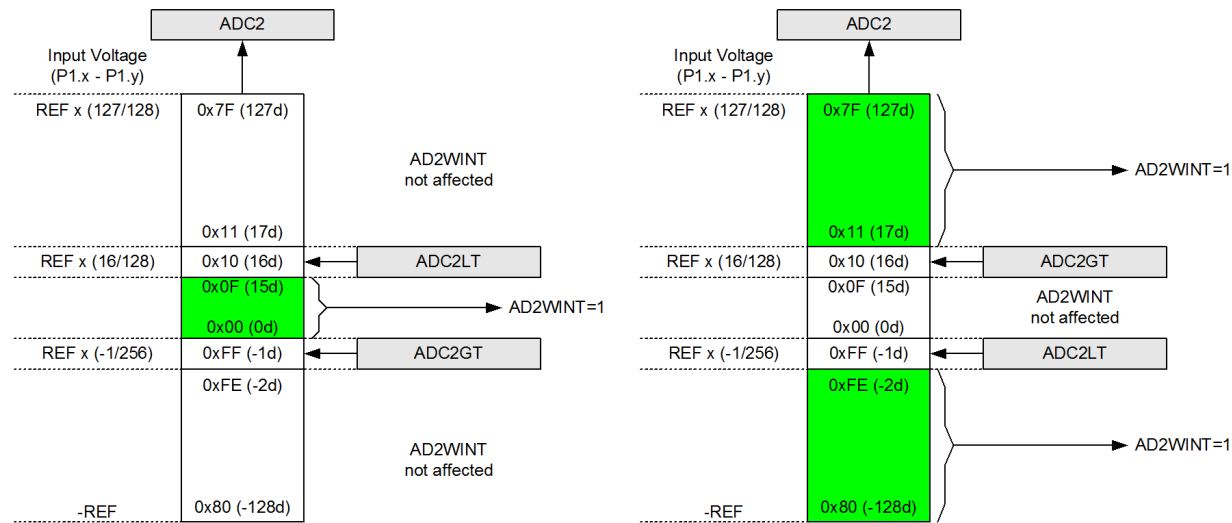 ADC2
Input Voltage
(P1.x - P1.y)
REF x (127/128)
0x7F (127d)
AD2WINT
not affected
0x11 (17d)
REF x (16/128)
0x10 (16d)
ADC2LT
0x0F (15d)
AD2WINT=1
0x00 (0d)
REF x (-1/256)
0xFF (-1d)
ADC2GT
0xFE (-2d)
AD2WINT
not affected
0x80 (-128d)
-REF
ADC2
Input Voltage
(P1.x - P1.y)
REF x (127/128)
0x7F (127d)
AD2WINT=1
0x11 (17d)
REF x (16/128)
0x10 (16d)
ADC2GT
0x0F (15d)
AD2WINT
not affected
0x00 (0d)
REF x (-1/256)
0xFF (-1d)
ADC2LT
0xFE (-2d)
AD2WINT=1
0x80 (-128d)
-REF